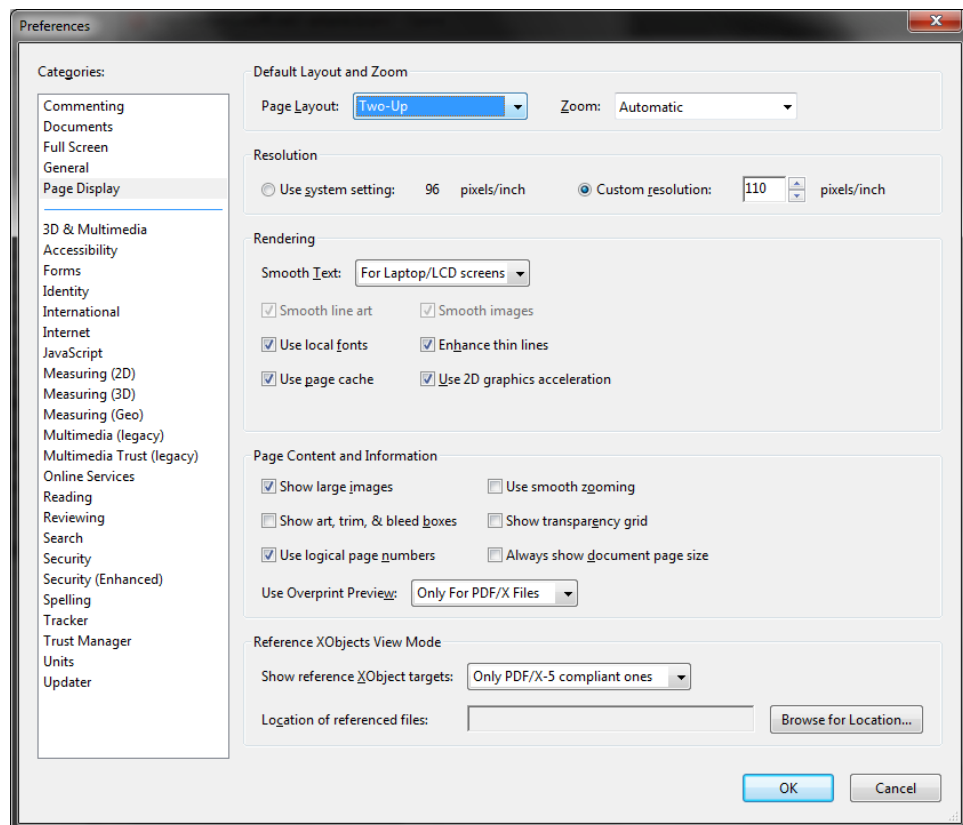 Preferences
Categories:
Commenting
Documents
Full Screen
General
Page Display
3D & Multimedia
Accessibility
Forms
Identity
International
Internet
JavaScript
Measuring (2D)
Measuring (3D)
Measuring (Geo)
Multimedia (legacy)
Multimedia Trust (legacy)
Online Services
Reading
Reviewing
Search
Security
Security (Enhanced)
Spelling
Tracker
Trust Manager
Units
Updater
Default Layout and Zoom
Page Layout: Two-Up Zoom: Automatic
Resolution
Use system setting: 96 pixels/inch Custom resolution: 110 pixels/inch
Rendering
Smooth Text: For Laptop/LCD screens
Smooth line art Smooth images
Use local fonts Enhance thin lines
Use page cache Use 2D graphics acceleration
Page Content and Information
Show large images Use smooth zooming
Show art, trim, & bleed boxes Show transparency grid
Use logical page numbers Always show document page size
Use Overprint Preview: Only For PDF/X Files
Reference XObjects View Mode
Show reference XObject targets: Only PDF/X-5 compliant ones
Location of referenced files: Browse for Location...
OK Cancel